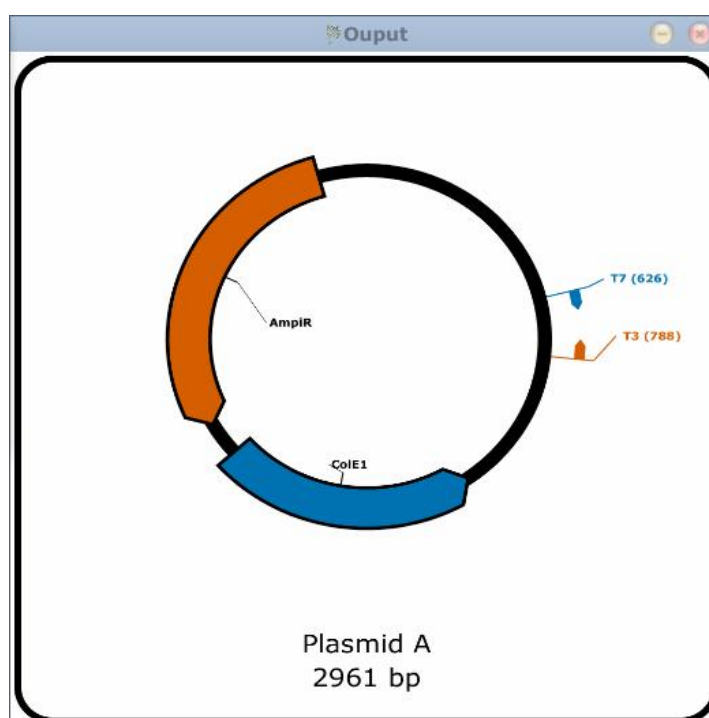 Ouput
T7 (626)
AmpiR
T3 (788)
ColE1
Plasmid A
2961 bp